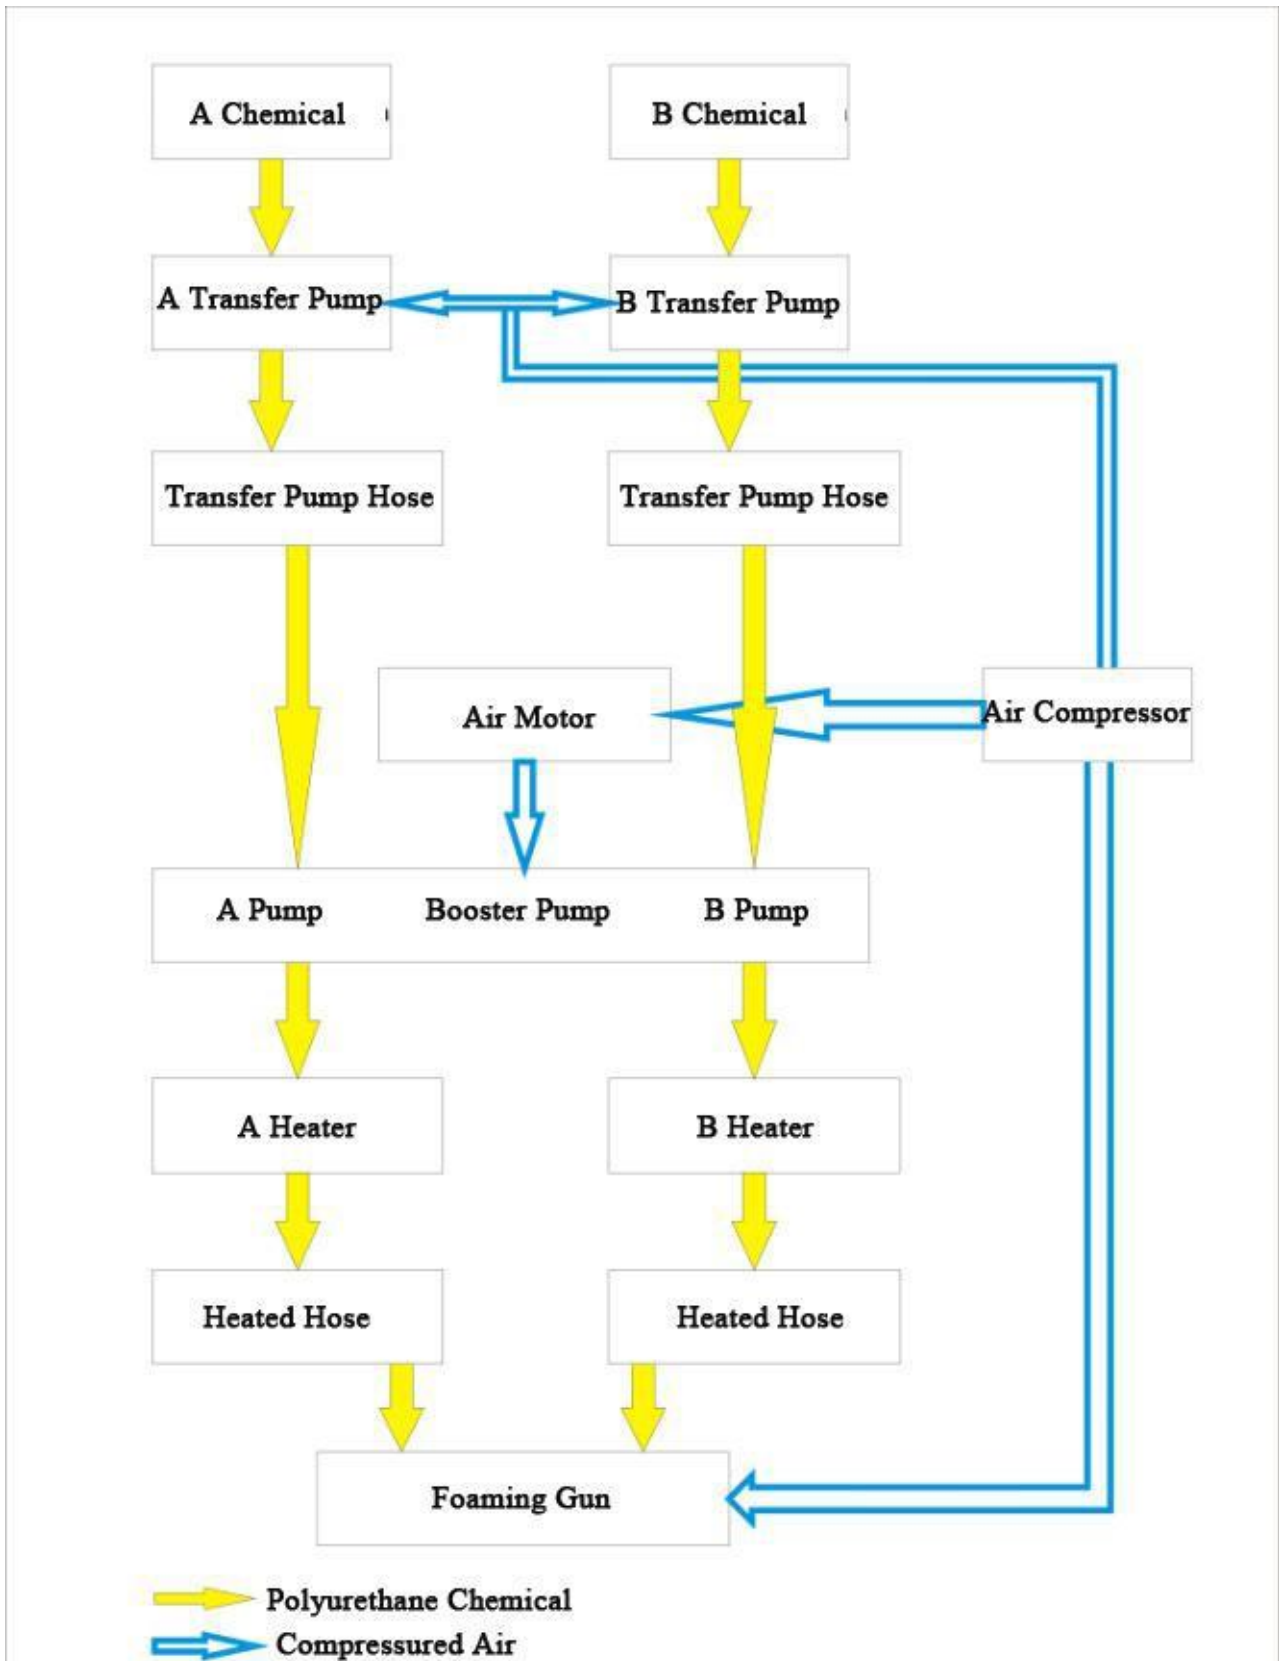 A Chemical
B Chemical
A Transfer Pump
B Transfer Pump
Transfer Pump Hose
Transfer Pump Hose
Air Motor
Air Compressor
A Pump
Booster Pump
B Pump
A Heater
B Heater
Heated Hose
Heated Hose
Foaming Gun
Polyurethane Chemical
Compressured Air